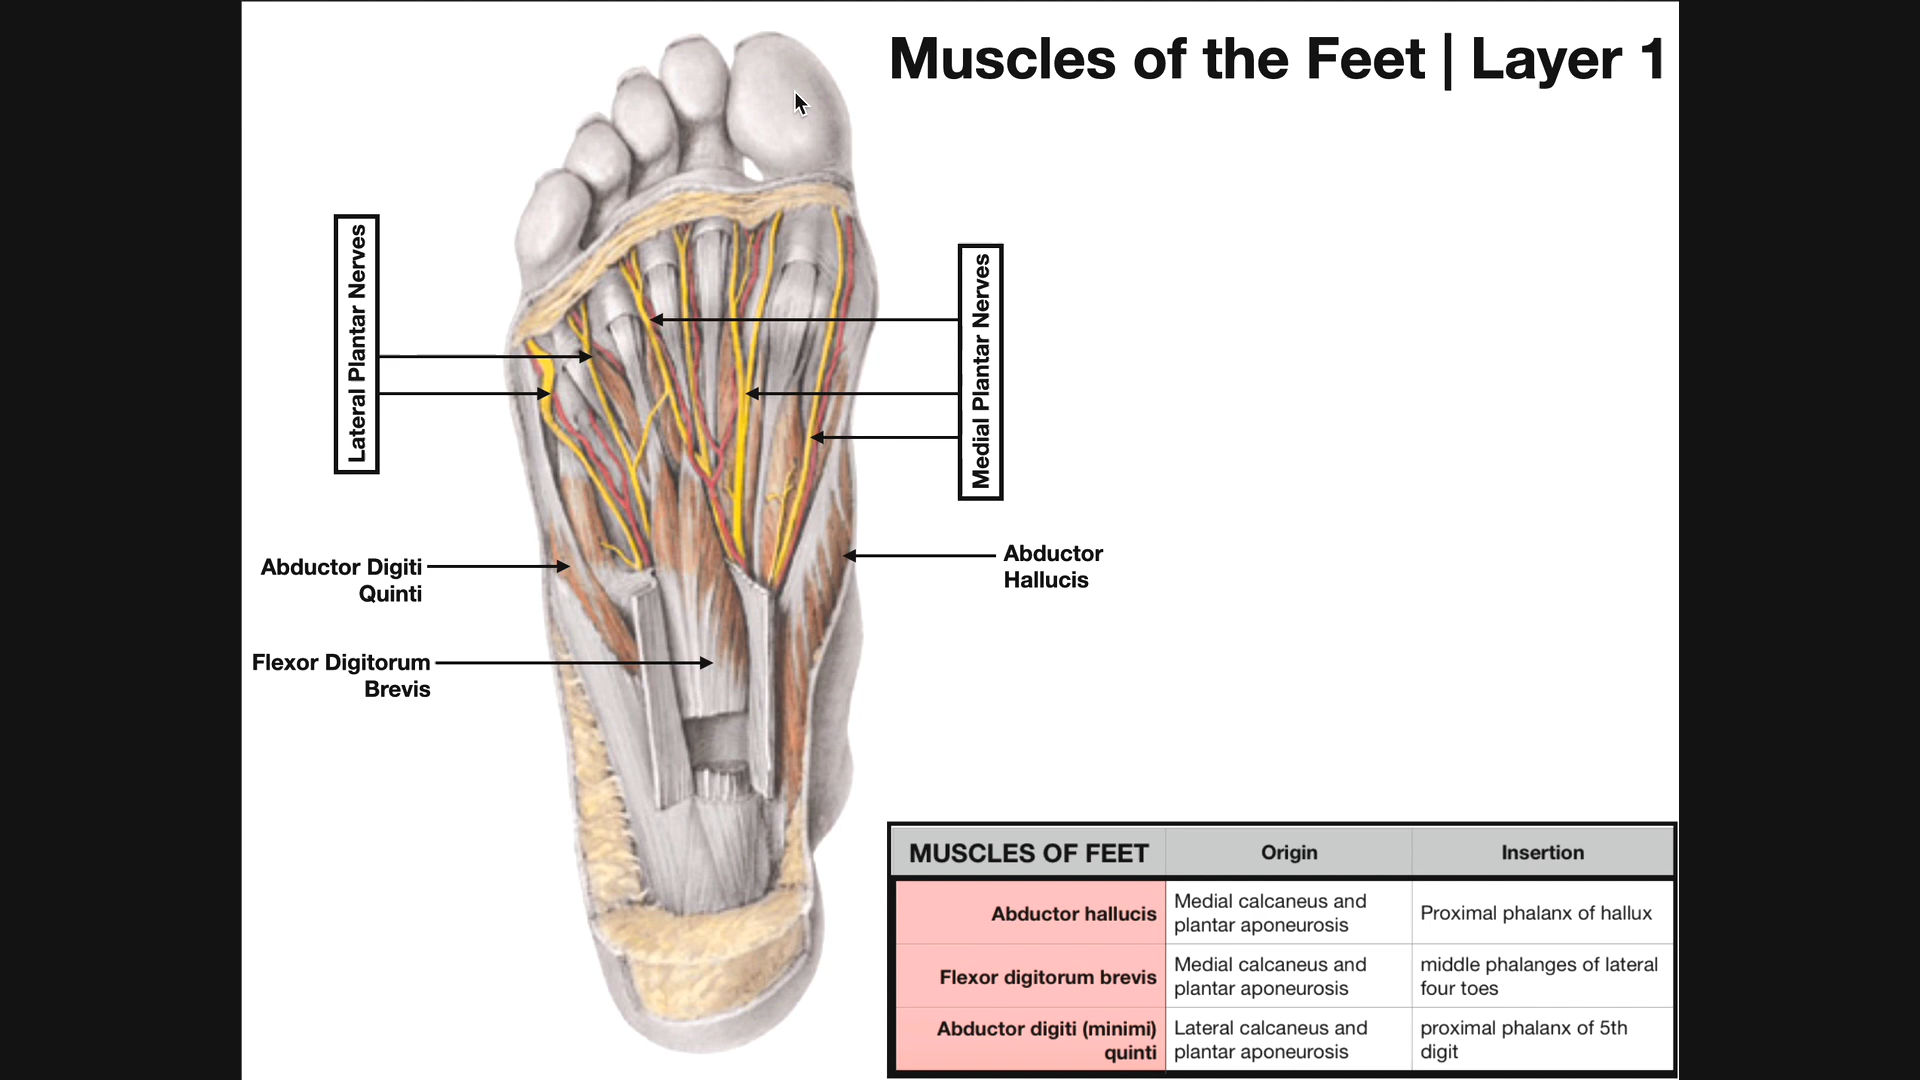 Muscles of the Feet | Layer 1
Lateral Plantar Nerves
Medial Plantar Nerves
Abductor Digiti
Quinti
Abductor
Hallucis
Flexor Digitorum
Brevis
MUSCLES OF FEET Origin Insertion
Abductor hallucis
Medial calcaneus and
plantar aponeurosis
Proximal phalanx of hallux
Flexor digitorum brevis
Medial calcaneus and
plantar aponeurosis
middle phalanges of lateral
four toes
Abductor digiti (minimi)
quinti
Lateral calcaneus and
plantar aponeurosis
proximal phalanx of 5th
digit